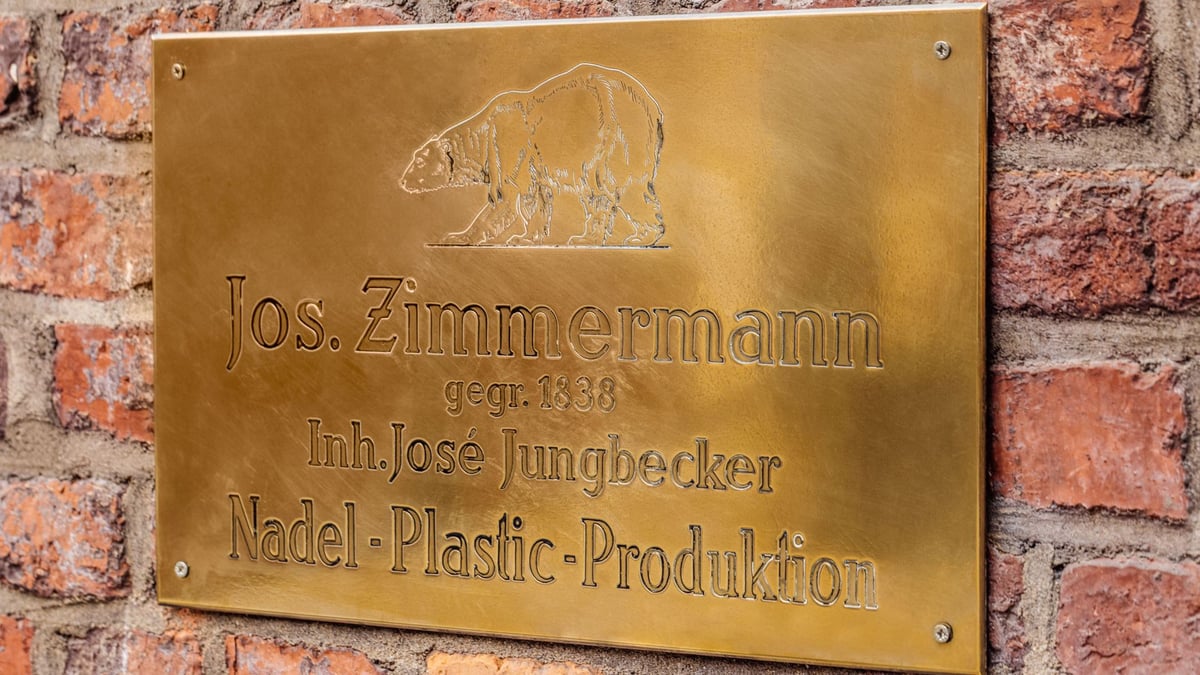 Jos. Zimmermann
gegr. 1838
Inh. José Jungbecker
Nadel - Plastic - Produktion